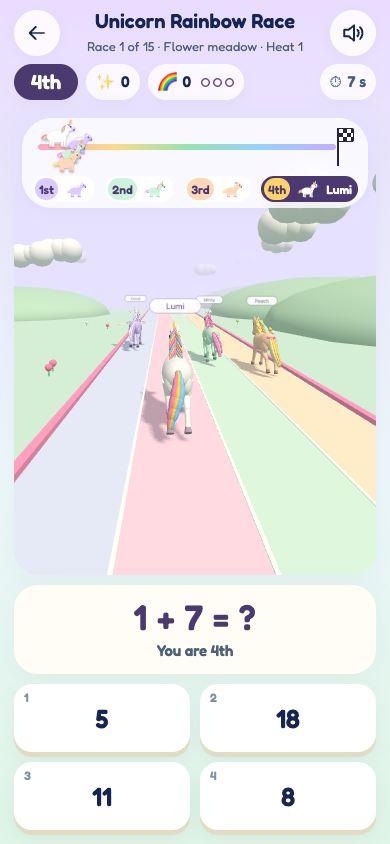 Unicorn Rainbow Race
Race 1 of 15 · Flower meadow · Heat 1
4th
0
0
7 s
1st
2nd
3rd
4th Lumi
Lumi
Misty
Peach
1 + 7 = ?
You are 4th
1
5
2
18
3
11
4
8